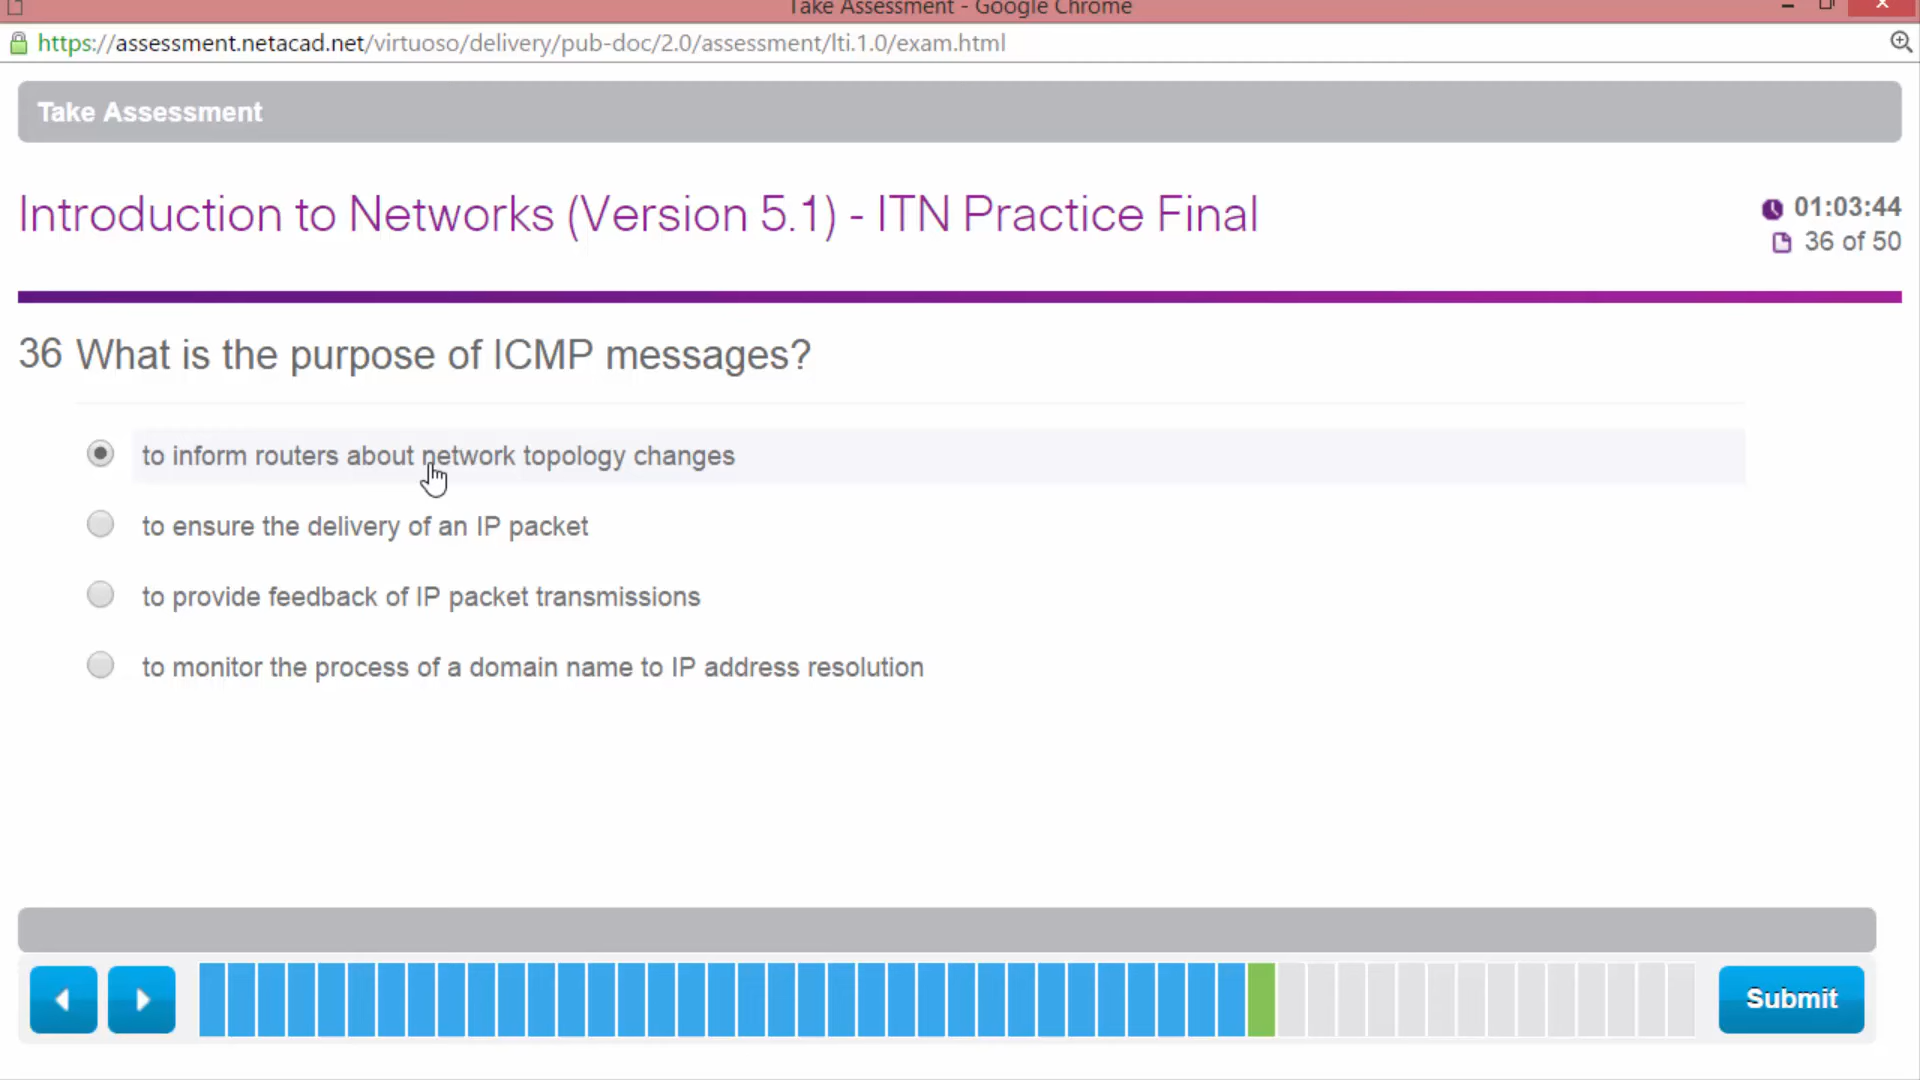 Take Assessment - Google Chrome
https://assessment.netacad.net/virtuoso/delivery/pub-doc/2.0/assessment/lti.1.0/exam.html
Take Assessment
Introduction to Networks (Version 5.1) - ITN Practice Final
01:03:44
36 of 50
36 What is the purpose of ICMP messages?
to inform routers about network topology changes
to ensure the delivery of an IP packet
to provide feedback of IP packet transmissions
to monitor the process of a domain name to IP address resolution
Submit